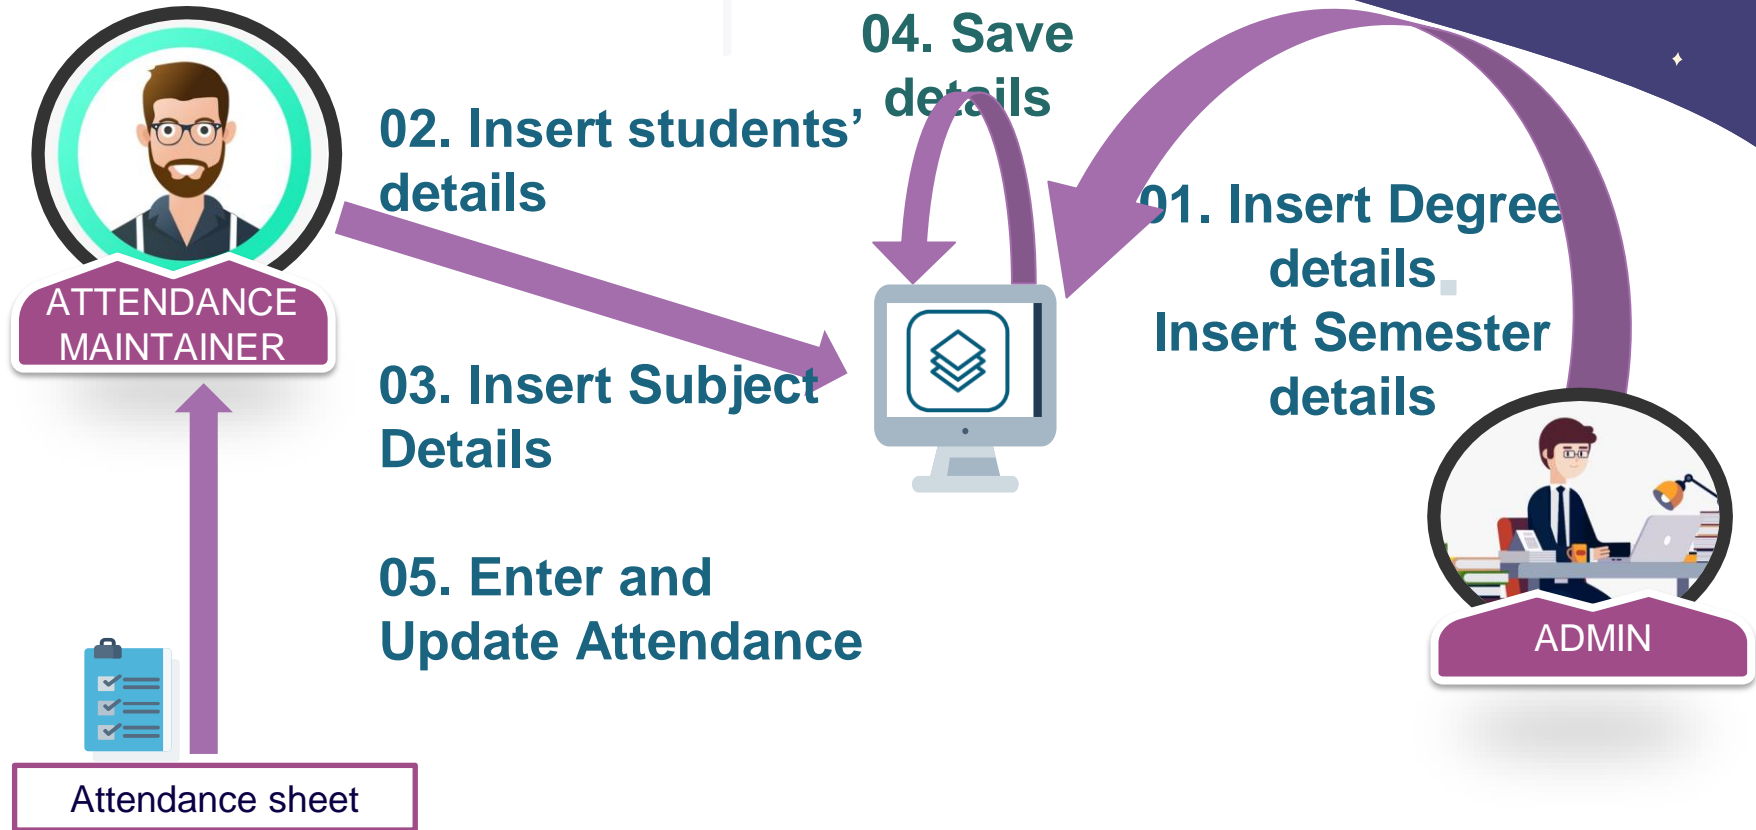 04. Save
details
02. Insert students’
details
01. Insert Degree
details.
Insert Semester
details
ATTENDANCE
MAINTAINER
03. Insert Subject
Details
05. Enter and
Update Attendance
ADMIN
Attendance sheet